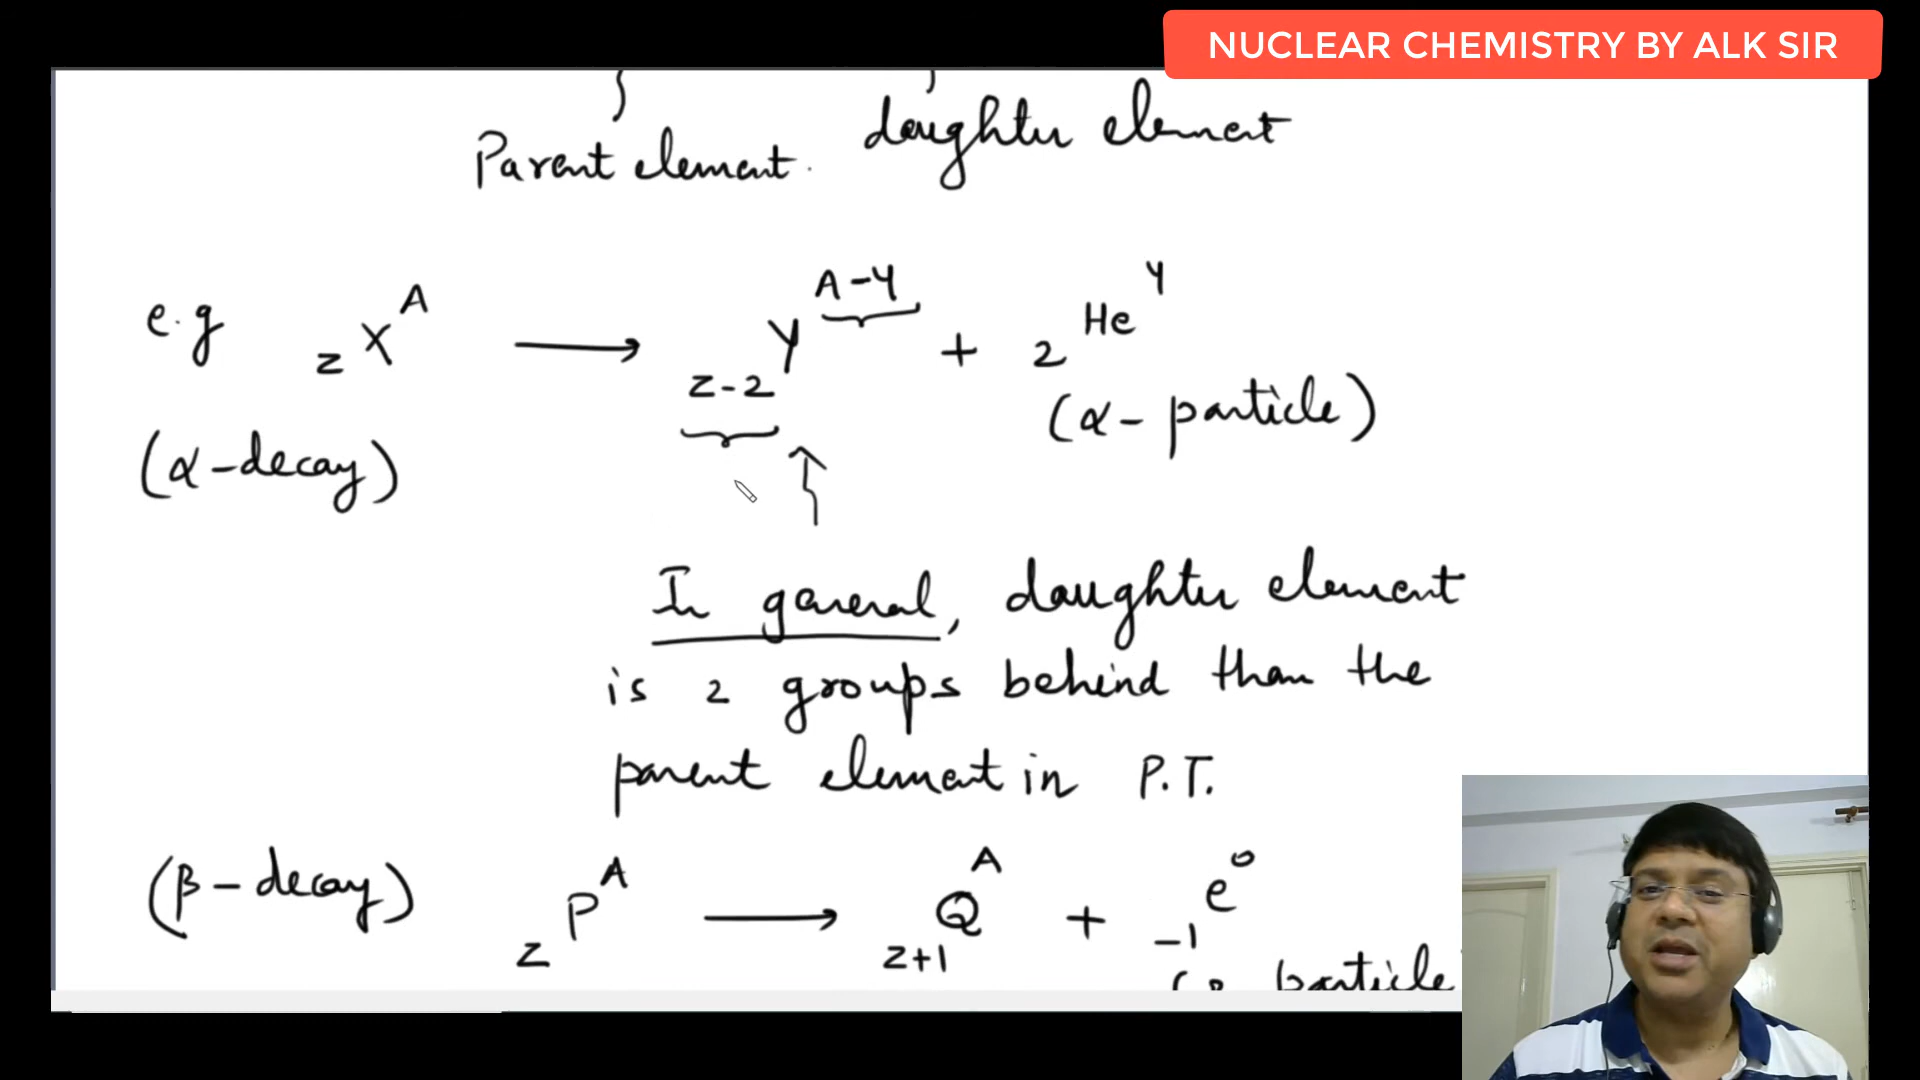 NUCLEAR CHEMISTRY BY ALK SIR
Parent element. daughter element
e.g zX^A ⟶ z-2Y^A-4 + 2He^4
(α-decay) (α- particle)
In general, daughter element
is 2 groups behind than the
parent element in P.T.
(β-decay) zP^A ⟶ z+1Q^A + -1e^0
particle